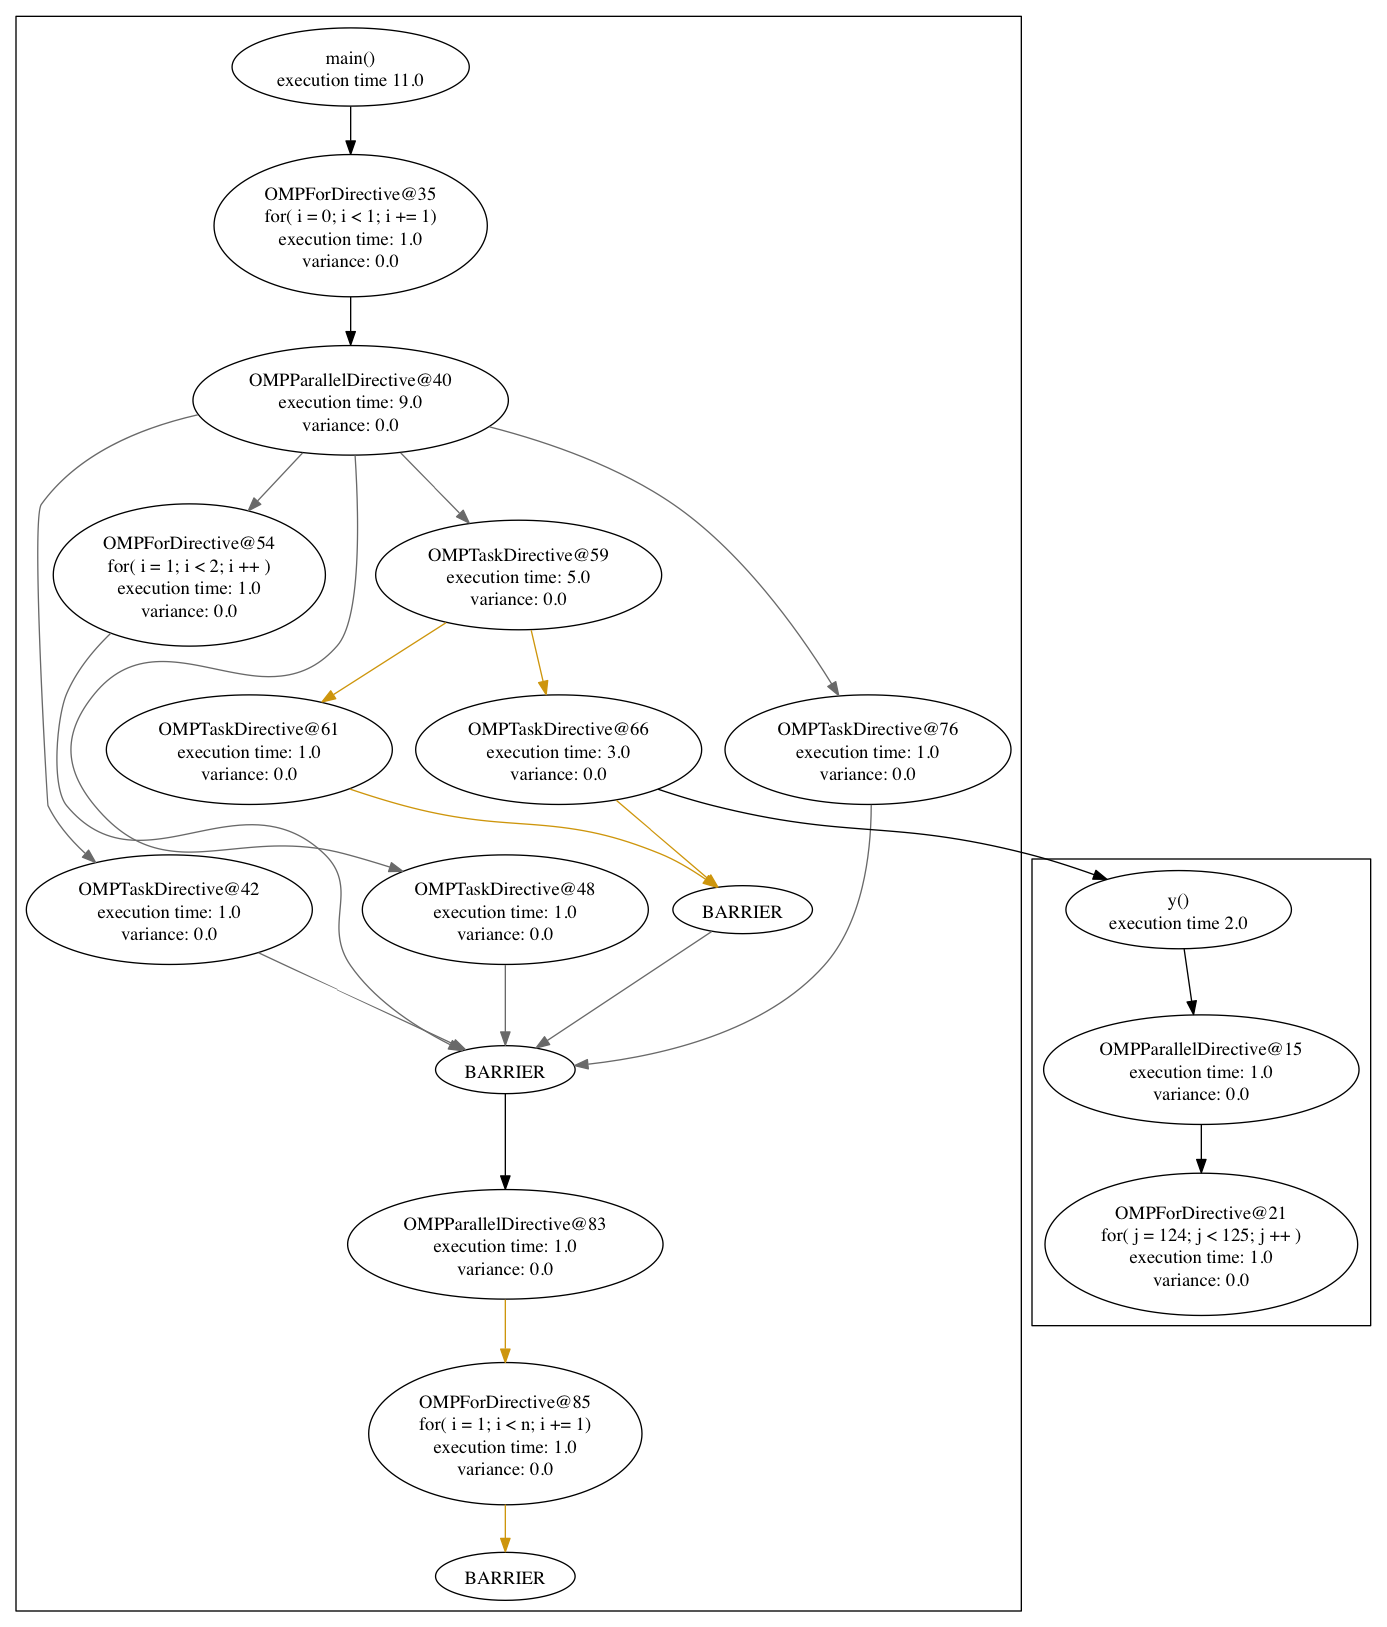 main()
execution time 11.0
OMPForDirective@35
for( i = 0; i < 1; i += 1)
execution time: 1.0
variance: 0.0
OMPParallelDirective@40
execution time: 9.0
variance: 0.0
OMPForDirective@54
for( i = 1; i < 2; i ++ )
execution time: 1.0
variance: 0.0
OMPTaskDirective@59
execution time: 5.0
variance: 0.0
OMPTaskDirective@61
execution time: 1.0
variance: 0.0
OMPTaskDirective@66
execution time: 3.0
variance: 0.0
OMPTaskDirective@76
execution time: 1.0
variance: 0.0
OMPTaskDirective@42
execution time: 1.0
variance: 0.0
OMPTaskDirective@48
execution time: 1.0
variance: 0.0
BARRIER
y()
execution time 2.0
BARRIER
OMPParallelDirective@15
execution time: 1.0
variance: 0.0
OMPParallelDirective@83
execution time: 1.0
variance: 0.0
OMPForDirective@21
for( j = 124; j < 125; j ++ )
execution time: 1.0
variance: 0.0
OMPForDirective@85
for( i = 1; i < n; i += 1)
execution time: 1.0
variance: 0.0
BARRIER